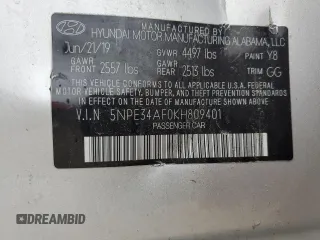 MANUFACTURED BY
HYUNDAI MOTOR MANUFACTURING ALABAMA, LLC
Jun/21/19 GVWR 4497 lbs PAINT Y8
GAWR FRONT 2557 lbs GAWR REAR 2513 lbs TRIM GG
THIS VEHICLE CONFORMS TO ALL APPLICABLE U.S.A. FEDERAL
MOTOR VEHICLE SAFETY, BUMPER, AND THEFT PREVENTION
STANDARDS IN EFFECT ON THE DATE OF MANUFACTURE SHOWN ABOVE.
V.I.N 5NPE34AF0KH809401
PASSENGER CAR
© DREAMBID
DREAMBID.COM